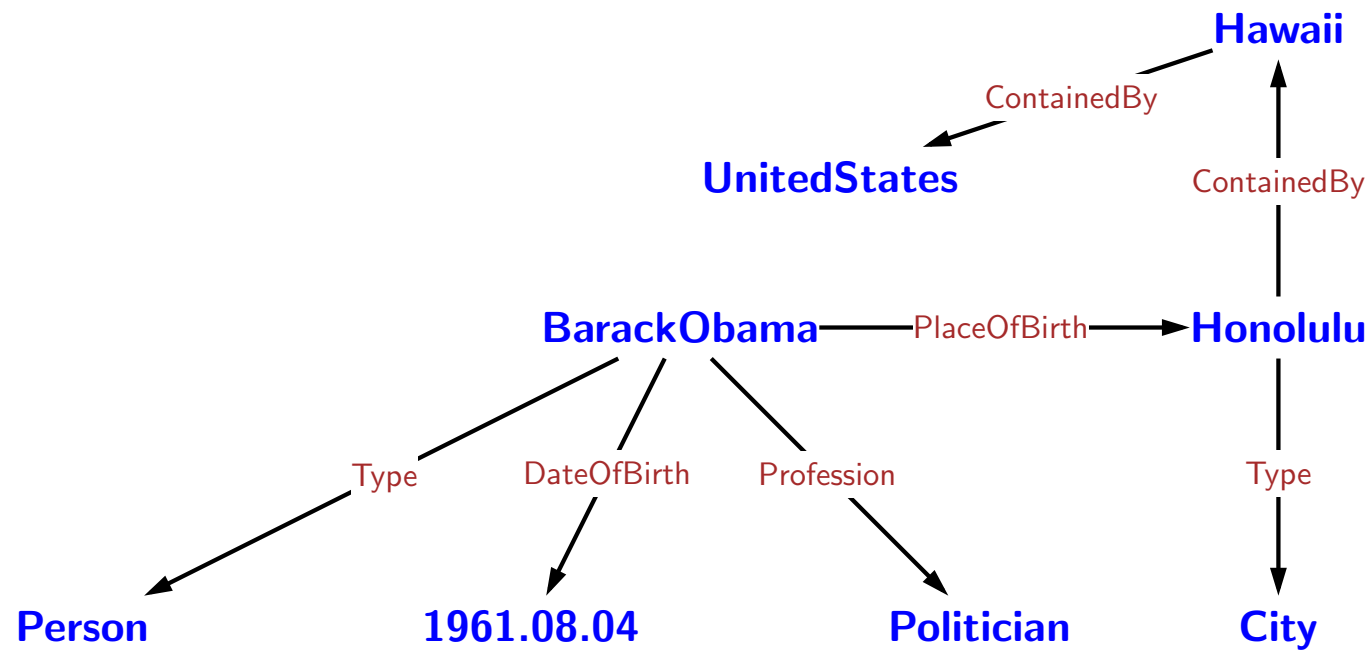 Hawaii
ContainedBy
UnitedStates
ContainedBy
BarackObama
PlaceOfBirth
Honolulu
Type
DateOfBirth
Profession
Type
Person
1961.08.04
Politician
City